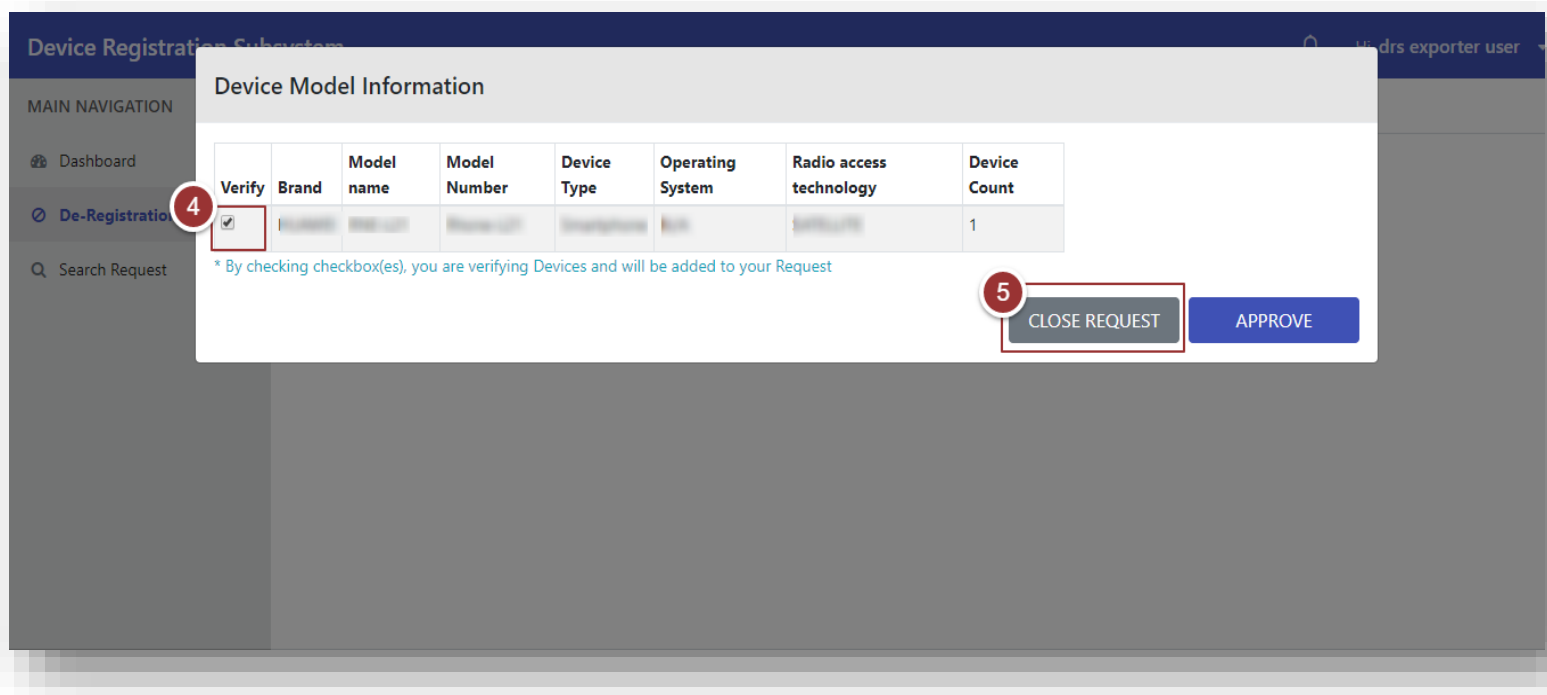 Device Registration Subsystem
Hi, drs exporter user
Device Model Information
MAIN NAVIGATION
Dashboard
De-Registration
Search Request
Verify Brand Model name Model Number Device Type Operating System Radio access technology Device Count
4
1
* By checking checkbox(es), you are verifying Devices and will be added to your Request
5
CLOSE REQUEST APPROVE